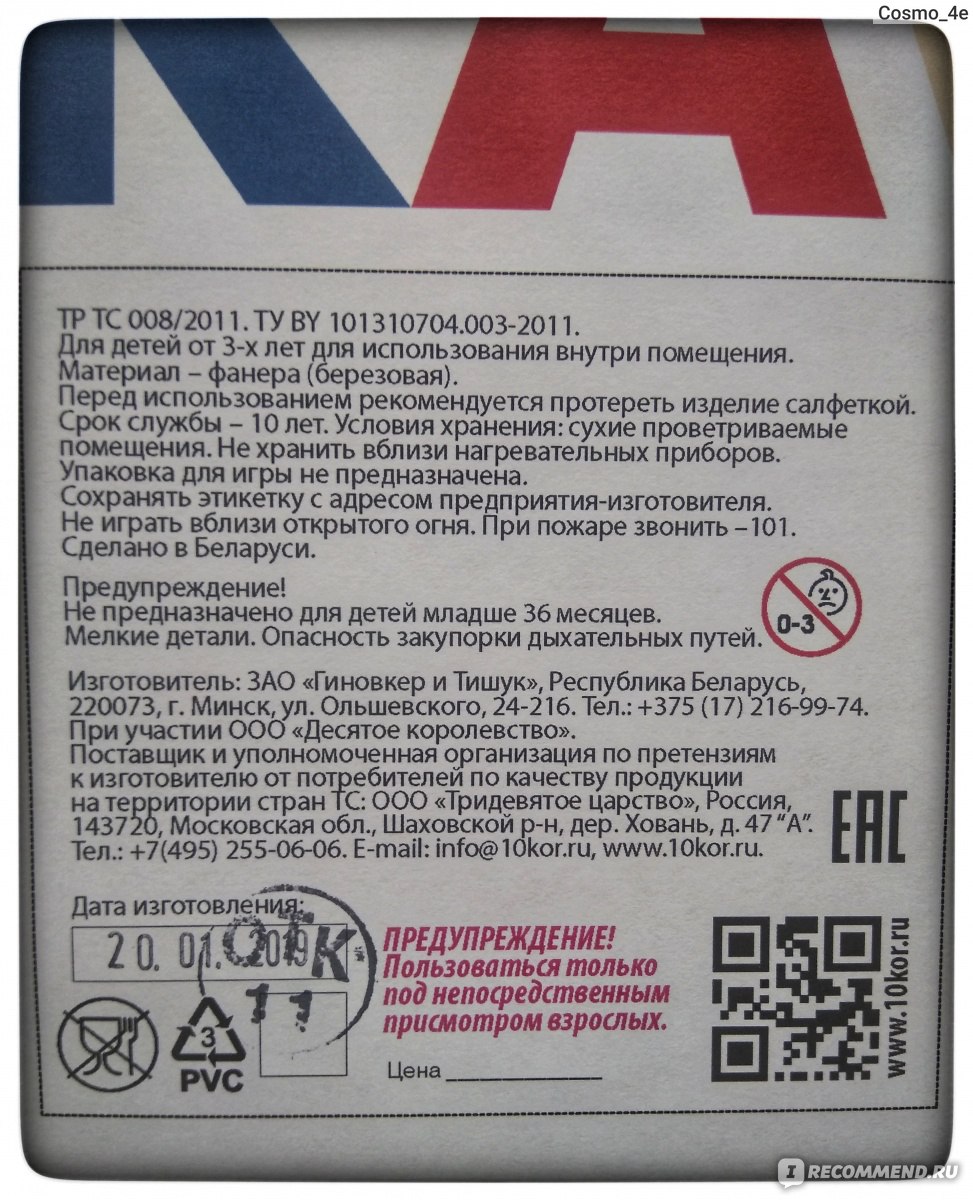 Cosmo_4e
КА
ТР ТС 008/2011. ТУ BY 101310704.003-2011.
Для детей от 3-х лет для использования внутри помещения.
Материал – фанера (березовая).
Перед использованием рекомендуется протереть изделие салфеткой.
Срок службы – 10 лет. Условия хранения: сухие проветриваемые
помещения. Не хранить вблизи нагревательных приборов.
Упаковка для игры не предназначена.
Сохранять этикетку с адресом предприятия-изготовителя.
Не играть вблизи открытого огня. При пожаре звонить –101.
Сделано в Беларуси.
Предупреждение!
Не предназначено для детей младше 36 месяцев.
Мелкие детали. Опасность закупорки дыхательных путей.
0-3
Изготовитель: ЗАО «Гиновкер и Тишук», Республика Беларусь,
220073, г. Минск, ул. Ольшевского, 24-216. Тел.: +375 (17) 216-99-74.
При участии ООО «Десятое королевство».
Поставщик и уполномоченная организация по претензиям
к изготовителю от потребителей по качеству продукции
на территории стран ТС: ООО «Тридевятое царство», Россия,
143720, Московская обл., Шаховской р-н, дер. Ховань, д. 47 "А".
Тел.: +7(495) 255-06-06. E-mail: info@10kor.ru, www.10kor.ru.
EAC
Дата изготовления:
20. 01. 2019
ОТК
11
ПРЕДУПРЕЖДЕНИЕ!
Пользоваться только
под непосредственным
присмотром взрослых.
Цена ____________
3
PVC
www.10kor.ru
IRECOMMEND.RU